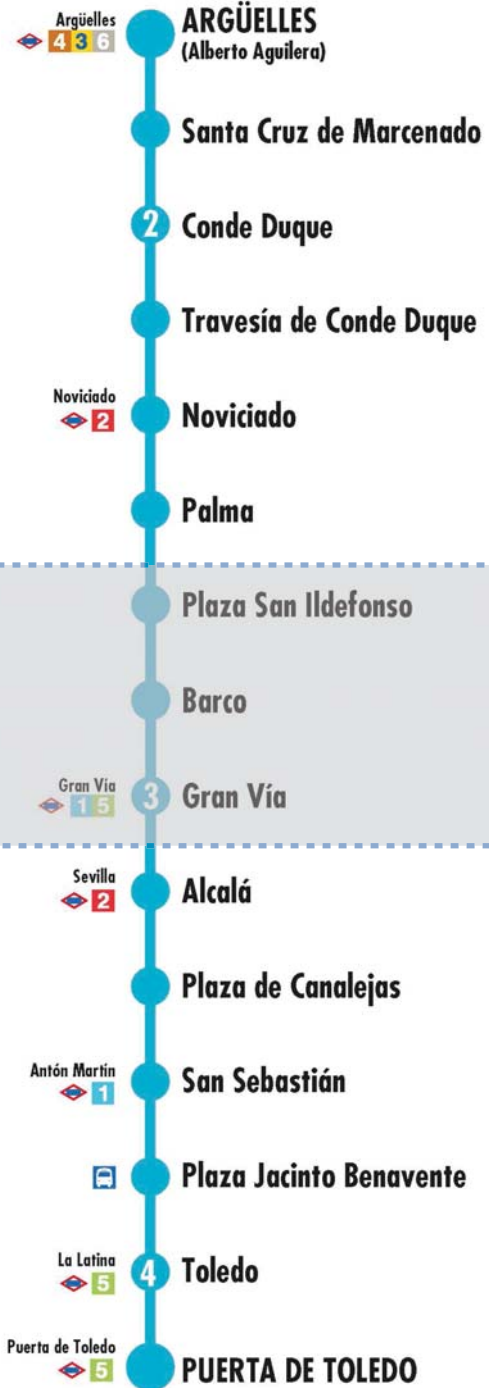 Argüelles
4 3 6
ARGÜELLES
(Alberto Aguilera)
Santa Cruz de Marcenado
2
Conde Duque
Travesía de Conde Duque
Noviciado
2
Noviciado
Palma
Plaza San Ildefonso
Barco
Gran Vía
1 5
3
Gran Vía
Sevilla
2
Alcalá
Plaza de Canalejas
Antón Martín
1
San Sebastián
Plaza Jacinto Benavente
La Latina
5
4
Toledo
Puerta de Toledo
5
PUERTA DE TOLEDO